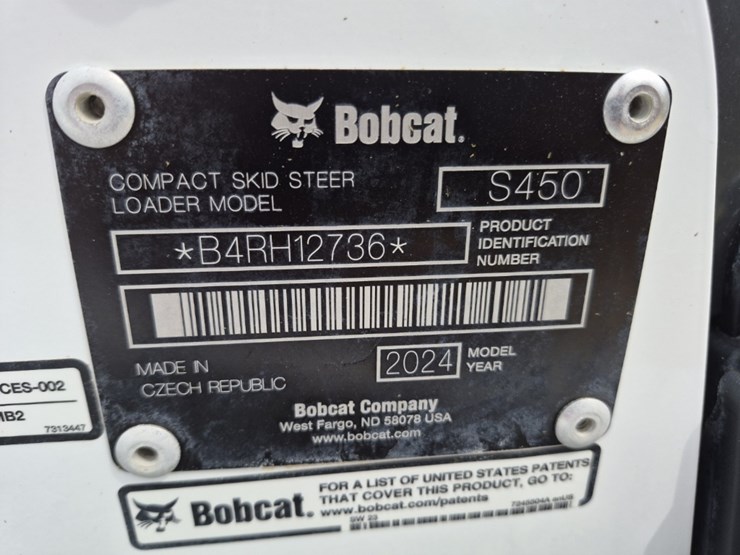 Bobcat.
COMPACT SKID STEER
LOADER MODEL
S450
*B4RH12736*
PRODUCT
IDENTIFICATION
NUMBER
MADE IN
CZECH REPUBLIC
2024
MODEL
YEAR
Bobcat Company
West Fargo, ND 58078 USA
www.bobcat.com
CES-002
7313447
Bobcat.
FOR A LIST OF UNITED STATES PATENTS
THAT COVER THIS PRODUCT, GO TO:
www.bobcat.com/patents